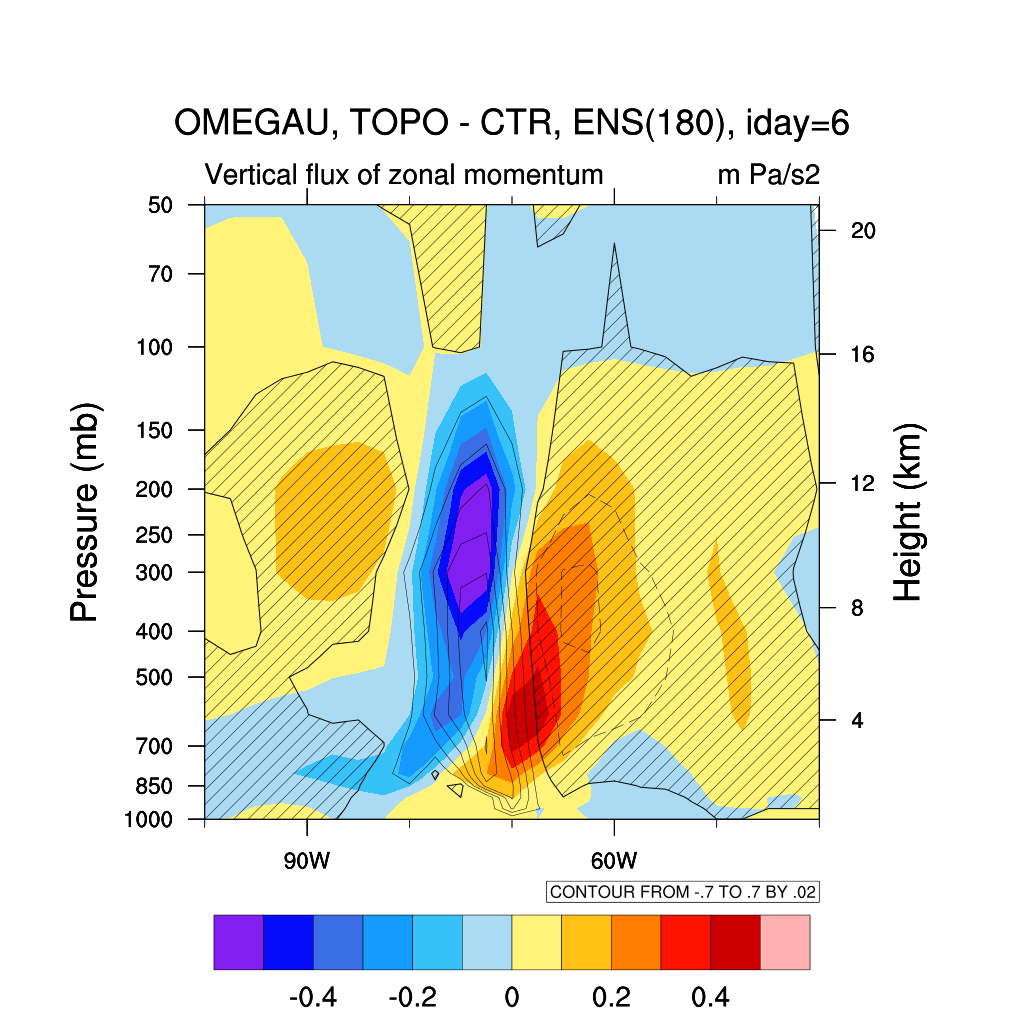 OMEGAU, TOPO - CTR, ENS(180), iday=6
Vertical flux of zonal momentum m Pa/s2
Pressure (mb)
50
70
100
150
200
250
300
400
500
700
850
1000
20
16
12
8
4
Height (km)
90W 60W
CONTOUR FROM -.7 TO .7 BY .02
-0.4 -0.2 0 0.2 0.4